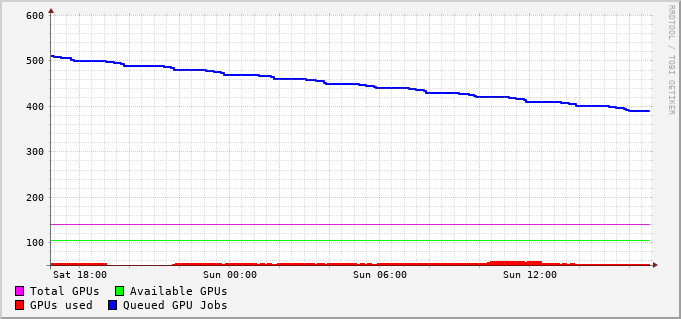 600
500
400
300
200
100
Sat 18:00 Sun 00:00 Sun 06:00 Sun 12:00
Total GPUs Available GPUs
GPUs used Queued GPU Jobs
RRDTOOL / TOBI OETIKER